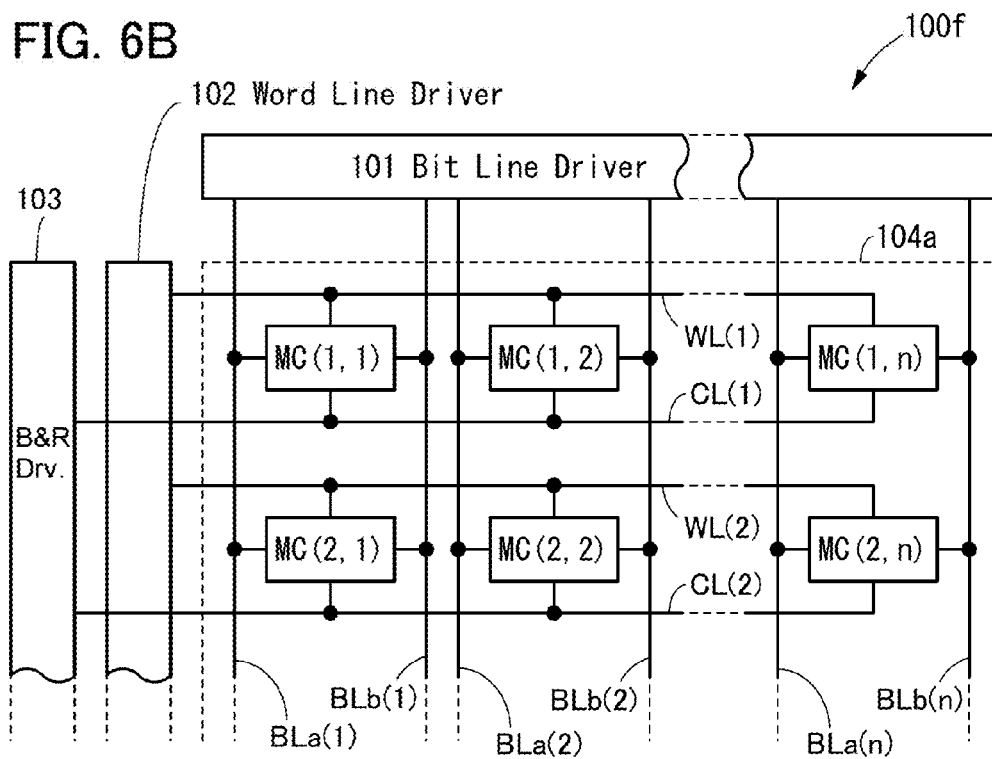 FIG. 6B
100f
102 Word Line Driver
101 Bit Line Driver
103
104a
WL(1)
MC(1, 1)
MC(1, 2)
MC(1, n)
CL(1)
B&R
Drv.
WL(2)
MC(2, 1)
MC(2, 2)
MC(2, n)
CL(2)
BLb(1)
BLb(2)
BLb(n)
BLa(1)
BLa(2)
BLa(n)